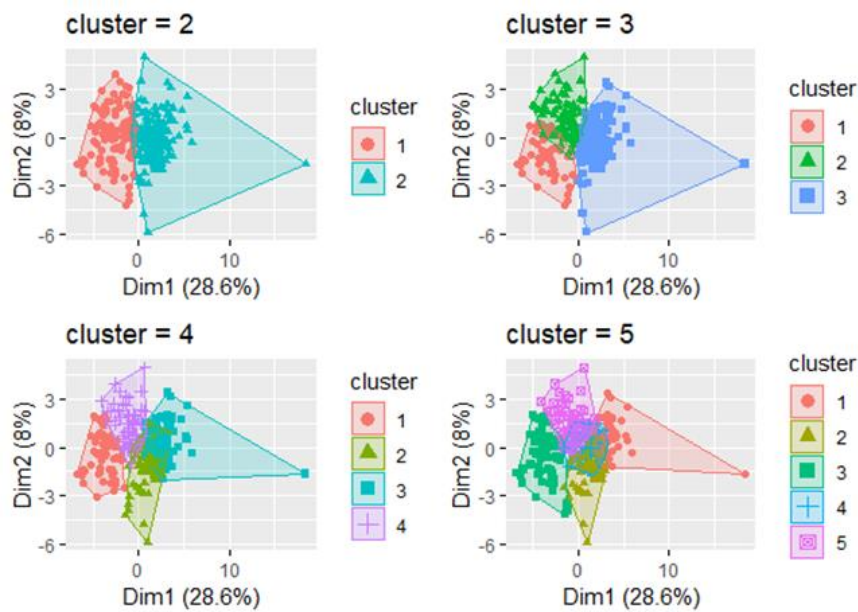 cluster = 2
3
0
-3
-6
Dim2 (8%)
0
10
Dim1 (28.6%)
cluster
1
2
cluster = 3
3
0
-3
-6
Dim2 (8%)
0
10
Dim1 (28.6%)
cluster
1
2
3
cluster = 4
3
0
-3
-6
Dim2 (8%)
0
10
Dim1 (28.6%)
cluster
1
2
3
4
cluster = 5
3
0
-3
-6
Dim2 (8%)
0
10
Dim1 (28.6%)
cluster
1
2
3
4
5